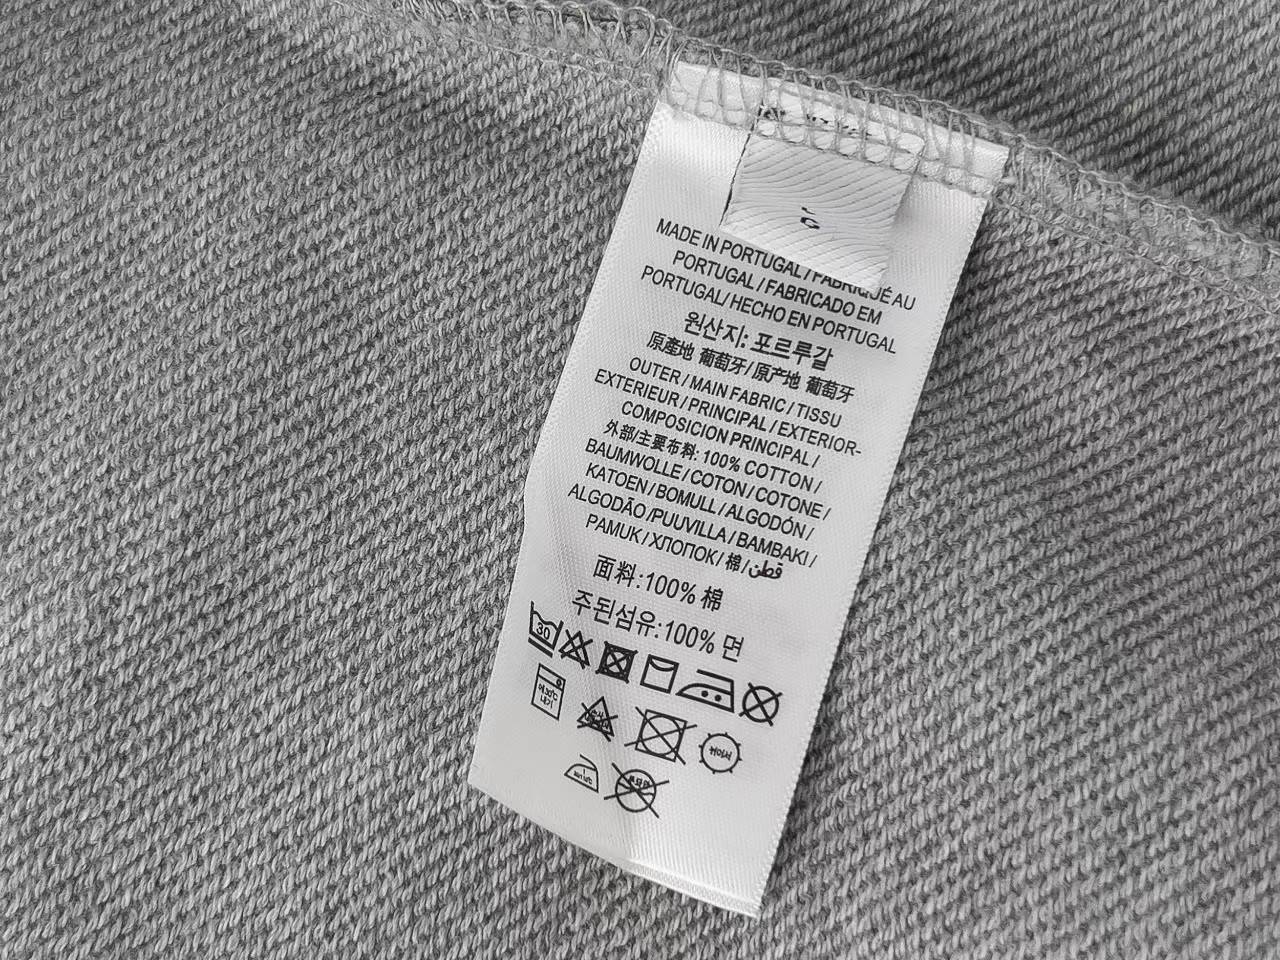 MADE IN PORTUGAL / FABRIQUÉ AU
PORTUGAL / FABRICADO EM
PORTUGAL / HECHO EN PORTUGAL
원산지: 포르투갈
原產地 葡萄牙 / 原产地 葡萄牙
OUTER / MAIN FABRIC / TISSU
EXTERIEUR / PRINCIPAL / EXTERIOR-
COMPOSICION PRINCIPAL /
外部/主要布料: 100% COTTON /
BAUMWOLLE / COTON / COTONE /
KATOEN / BOMULL / ALGODÓN /
ALGODÃO / PUUVILLA / BAMBAKI /
PAMUK / ХЛОПОК / 棉 / قطن
面料:100% 棉
주된섬유:100% 면
30